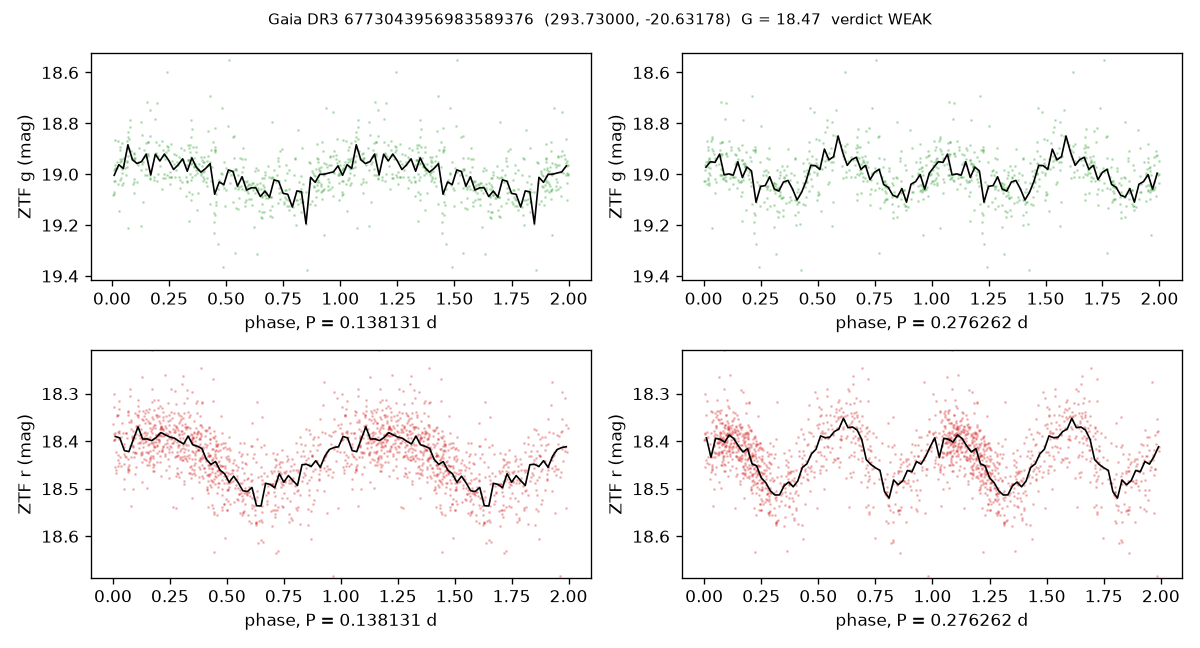 Gaia DR3 6773043956983589376 (293.73000, -20.63178) G = 18.47 verdict WEAK
ZTF g (mag)
18.6
18.8
19.0
19.2
19.4
0.00 0.25 0.50 0.75 1.00 1.25 1.50 1.75 2.00
phase, P = 0.138131 d
ZTF g (mag)
18.6
18.8
19.0
19.2
19.4
0.00 0.25 0.50 0.75 1.00 1.25 1.50 1.75 2.00
phase, P = 0.276262 d
ZTF r (mag)
18.3
18.4
18.5
18.6
0.00 0.25 0.50 0.75 1.00 1.25 1.50 1.75 2.00
phase, P = 0.138131 d
ZTF r (mag)
18.3
18.4
18.5
18.6
0.00 0.25 0.50 0.75 1.00 1.25 1.50 1.75 2.00
phase, P = 0.276262 d